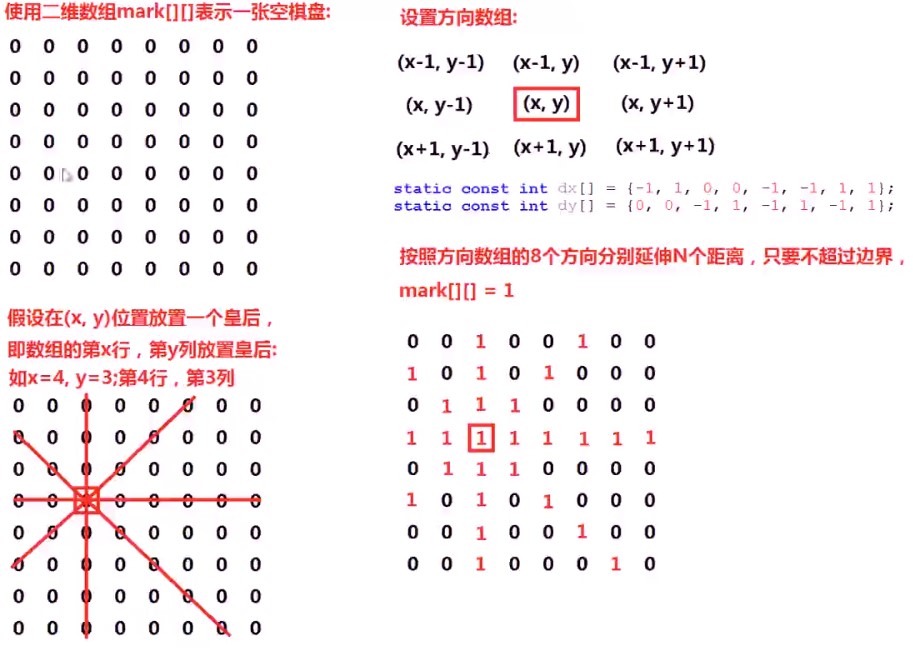 使用二维数组mark[][]表示一张空棋盘:
0 0 0 0 0 0 0 0
0 0 0 0 0 0 0 0
0 0 0 0 0 0 0 0
0 0 0 0 0 0 0 0
0 0 0 0 0 0 0 0
0 0 0 0 0 0 0 0
0 0 0 0 0 0 0 0
0 0 0 0 0 0 0 0
假设在(x, y)位置放置一个皇后，
即数组的第x行，第y列放置皇后:
如x=4, y=3;第4行，第3列
0 0 0 0 0 0 0 0
0 0 0 0 0 0 0 0
0 0 0 0 0 0 0 0
0 0 0 0 0 0 0 0
0 0 0 0 0 0 0 0
0 0 0 0 0 0 0 0
0 0 0 0 0 0 0 0
0 0 0 0 0 0 0 0
设置方向数组:
(x-1, y-1) (x-1, y) (x-1, y+1)
(x, y-1) (x, y) (x, y+1)
(x+1, y-1) (x+1, y) (x+1, y+1)
static const int dx[] = {-1, 1, 0, 0, -1, -1, 1, 1};
static const int dy[] = {0, 0, -1, 1, -1, 1, -1, 1};
按照方向数组的8个方向分别延伸N个距离，只要不超过边界，
mark[][] = 1
0 0 1 0 0 1 0 0
1 0 1 0 1 0 0 0
0 1 1 1 0 0 0 0
1 1 1 1 1 1 1 1
0 1 1 1 0 0 0 0
1 0 1 0 1 0 0 0
0 0 1 0 0 1 0 0
0 0 1 0 0 0 1 0